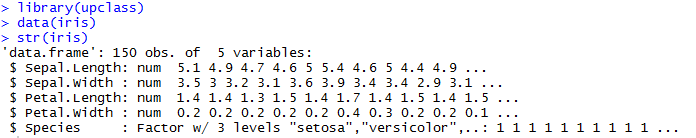 > library(upclass)
> data(iris)
> str(iris)
'data.frame': 150 obs. of  5 variables:
 $ Sepal.Length: num  5.1 4.9 4.7 4.6 5 5.4 4.6 5 4.4 4.9 ...
 $ Sepal.Width : num  3.5 3 3.2 3.1 3.6 3.9 3.4 3.4 2.9 3.1 ...
 $ Petal.Length: num  1.4 1.4 1.3 1.5 1.4 1.7 1.4 1.5 1.4 1.5 ...
 $ Petal.Width : num  0.2 0.2 0.2 0.2 0.2 0.4 0.3 0.2 0.2 0.1 ...
 $ Species     : Factor w/ 3 levels "setosa","versicolor",..: 1 1 1 1 1 1 1 1 1 1 ...